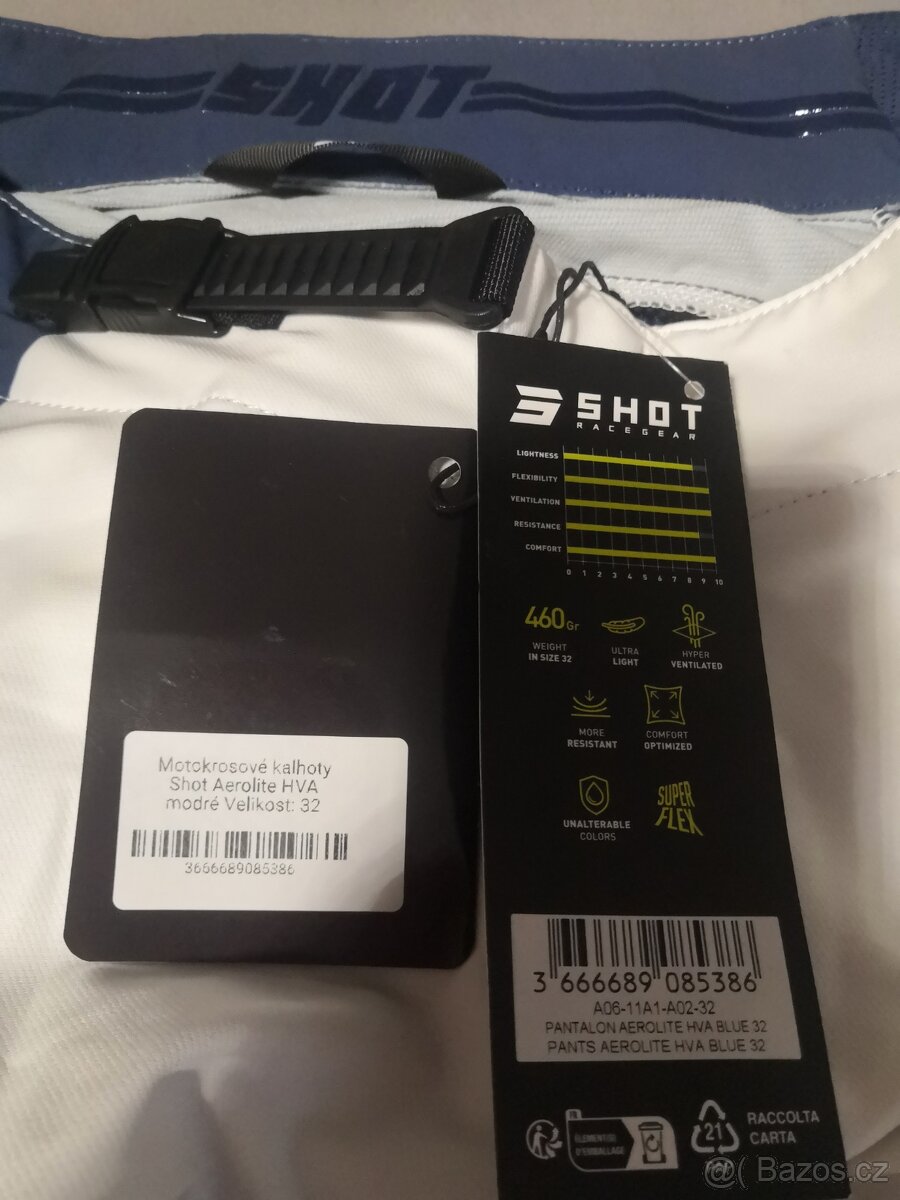 SHOT
SHOT
RACEGEAR
LIGHTNESS
FLEXIBILITY
VENTILATION
RESISTANCE
COMFORT
0 1 2 3 4 5 6 7 8 9 10
460Gr
WEIGHT
IN SIZE 32
ULTRA
LIGHT
HYPER
VENTILATED
MORE
RESISTANT
COMFORT
OPTIMIZED
UNALTERABLE
COLORS
SUPER
FLEX
Motokrosové kalhoty
Shot Aerolite HVA
modré Velikost: 32
3666689085386
3 666689 085386
A06-11A1-A02-32
PANTALON AEROLITE HVA BLUE 32
PANTS AEROLITE HVA BLUE 32
FR
ÉLÉMENT(S)
D'EMBALLAGE
21
RACCOLTA
CARTA
@( Bazos.cz